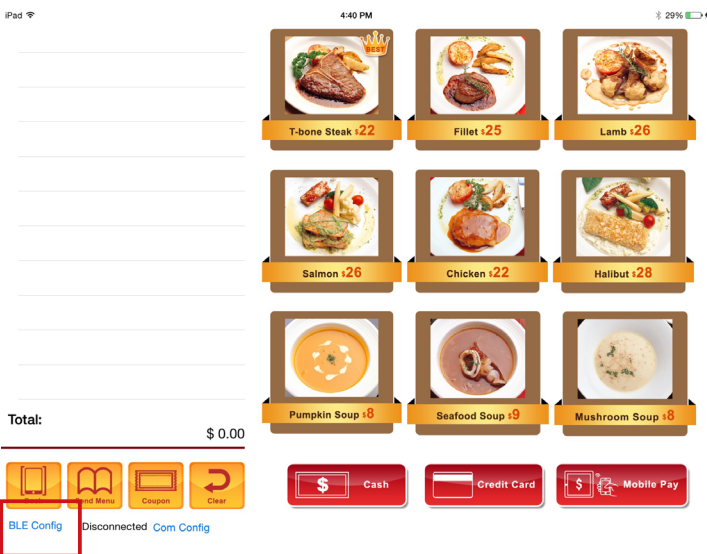 iPad
4:40 PM
29%
BEST
T-bone Steak $22
Fillet $25
Lamb $26
Salmon $26
Chicken $22
Halibut $28
Pumpkin Soup $8
Seafood Soup $9
Mushroom Soup $8
Total:
$ 0.00
Send Menu
Coupon
Clear
$ Cash
Credit Card
$ Mobile Pay
BLE Config
Disconnected
Com Config